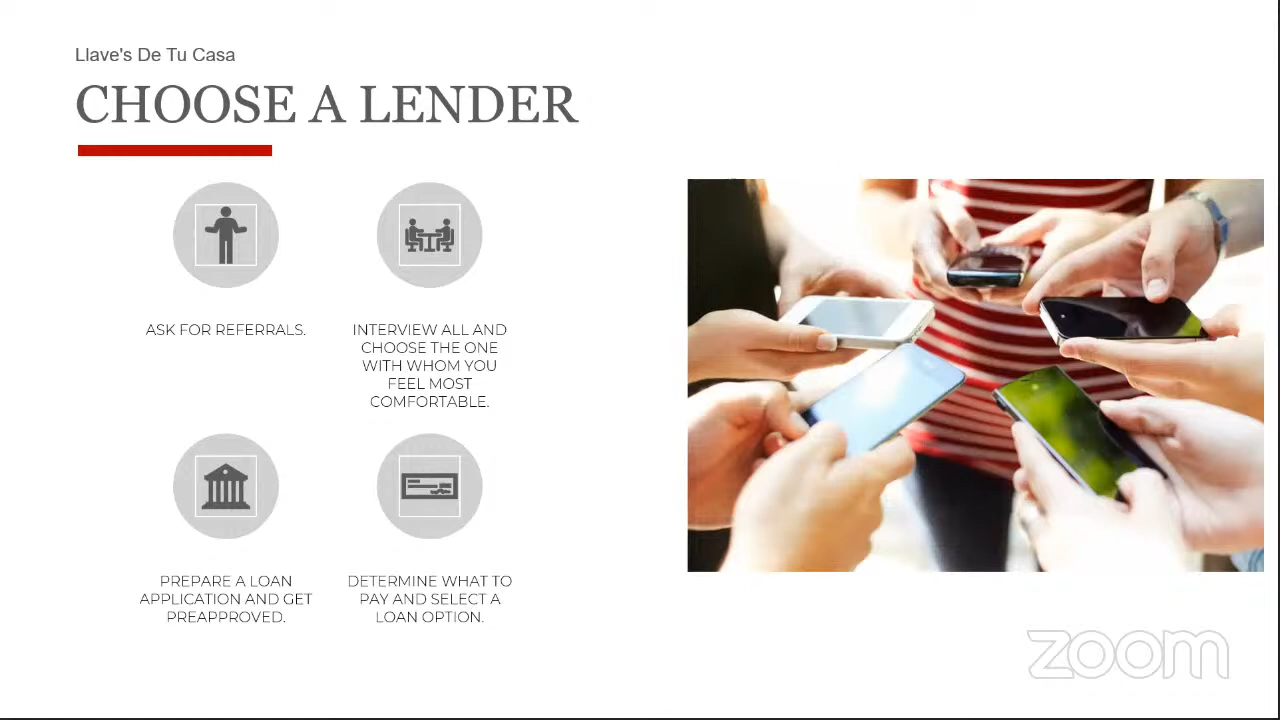 Llave's De Tu Casa
CHOOSE A LENDER
ASK FOR REFERRALS.
INTERVIEW ALL AND
CHOOSE THE ONE
WITH WHOM YOU
FEEL MOST
COMFORTABLE.
PREPARE A LOAN
APPLICATION AND GET
PREAPPROVED.
DETERMINE WHAT TO
PAY AND SELECT A
LOAN OPTION.
zoom